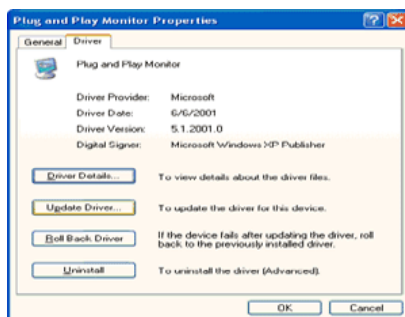 Plug and Play Monitor Properties
General Driver
Plug and Play Monitor
Driver Provider: Microsoft
Driver Date: 6/6/2001
Driver Version: 5.1.2001.0
Digital Signer: Microsoft Windows XP Publisher
Driver Details... To view details about the driver files.
Update Driver... To update the driver for this device.
Roll Back Driver If the device fails after updating the driver, roll
back to the previously installed driver.
Uninstall To uninstall the driver (Advanced).
OK Cancel